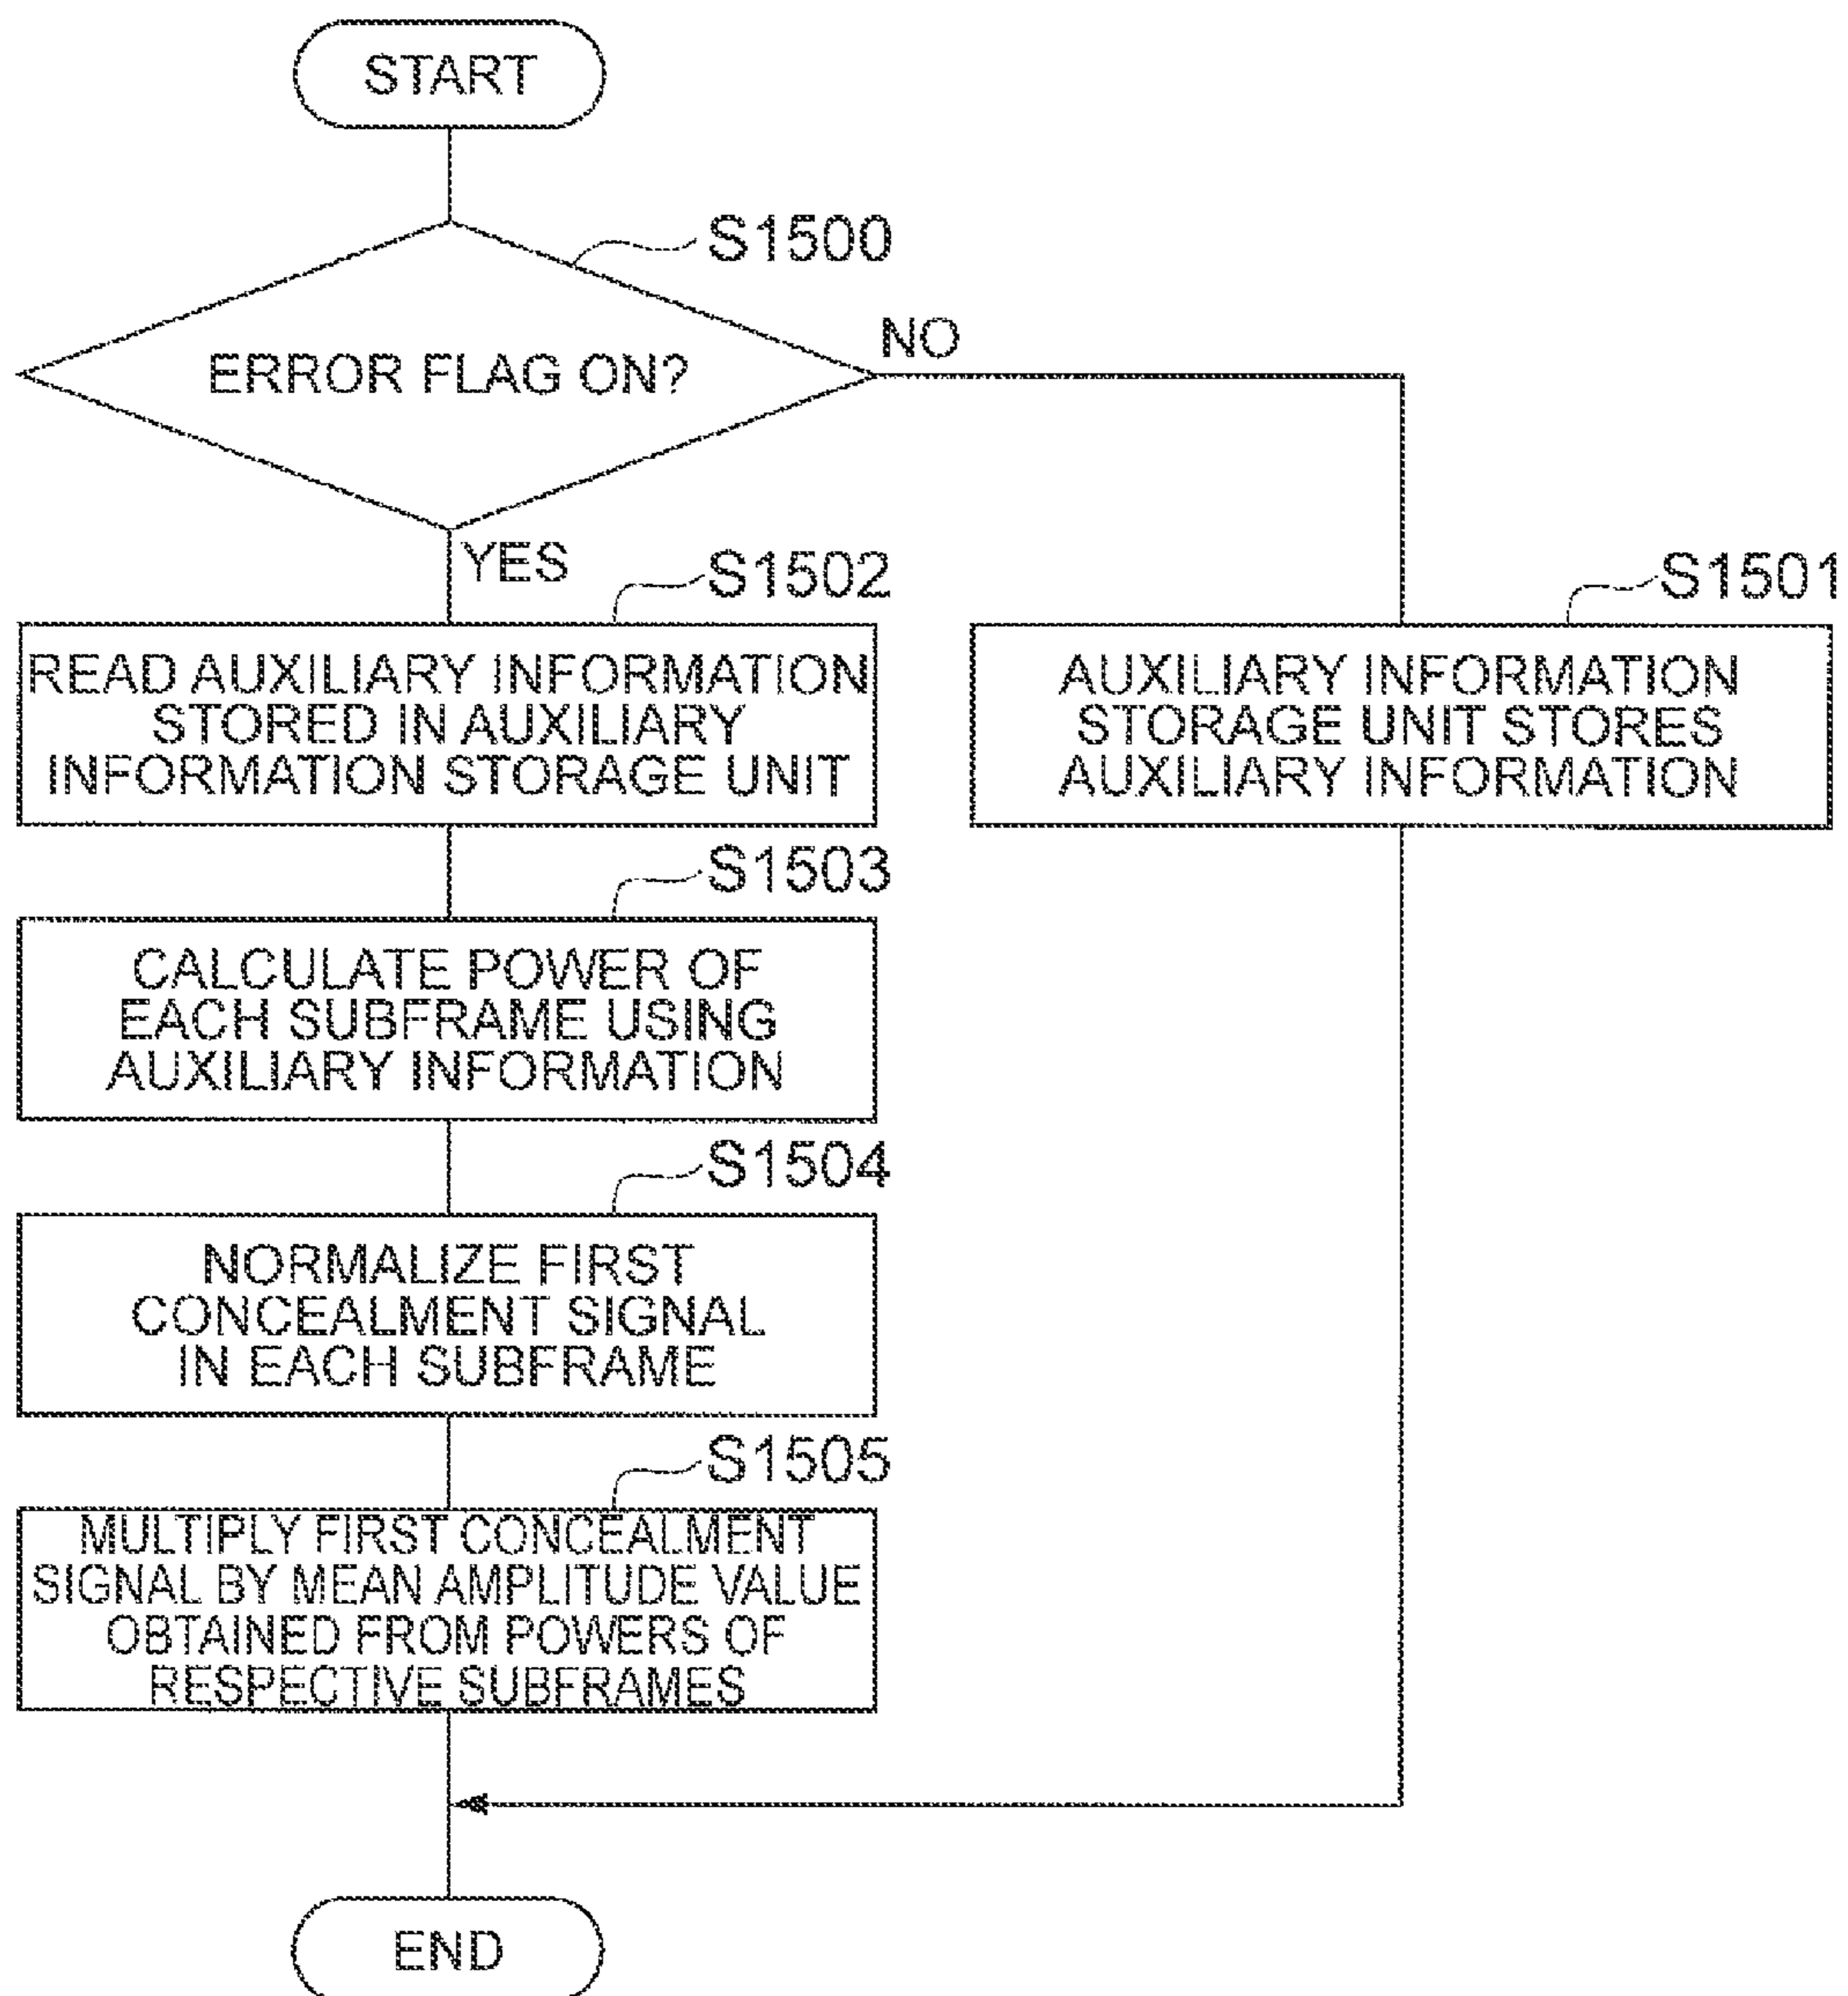 START
S1500
ERROR FLAG ON?
NO
YES
S1502
READ AUXILIARY INFORMATION
STORED IN AUXILIARY
INFORMATION STORAGE UNIT
S1501
AUXILIARY INFORMATION
STORAGE UNIT STORES
AUXILIARY INFORMATION
S1503
CALCULATE POWER OF
EACH SUBFRAME USING
AUXILIARY INFORMATION
S1504
NORMALIZE FIRST
CONCEALMENT SIGNAL
IN EACH SUBFRAME
S1505
MULTIPLY FIRST CONCEALMENT
SIGNAL BY MEAN AMPLITUDE VALUE
OBTAINED FROM POWERS OF
RESPECTIVE SUBFRAMES
END